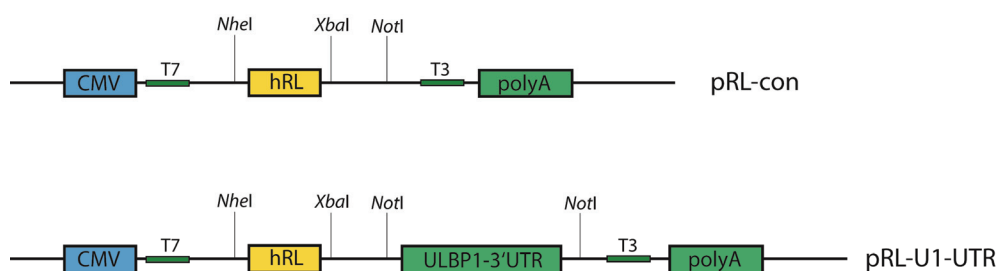 NheI XbaI NotI
CMV T7 hRL T3 polyA pRL-con
NheI XbaI NotI NotI
CMV T7 hRL ULBP1-3'UTR T3 polyA pRL-U1-UTR